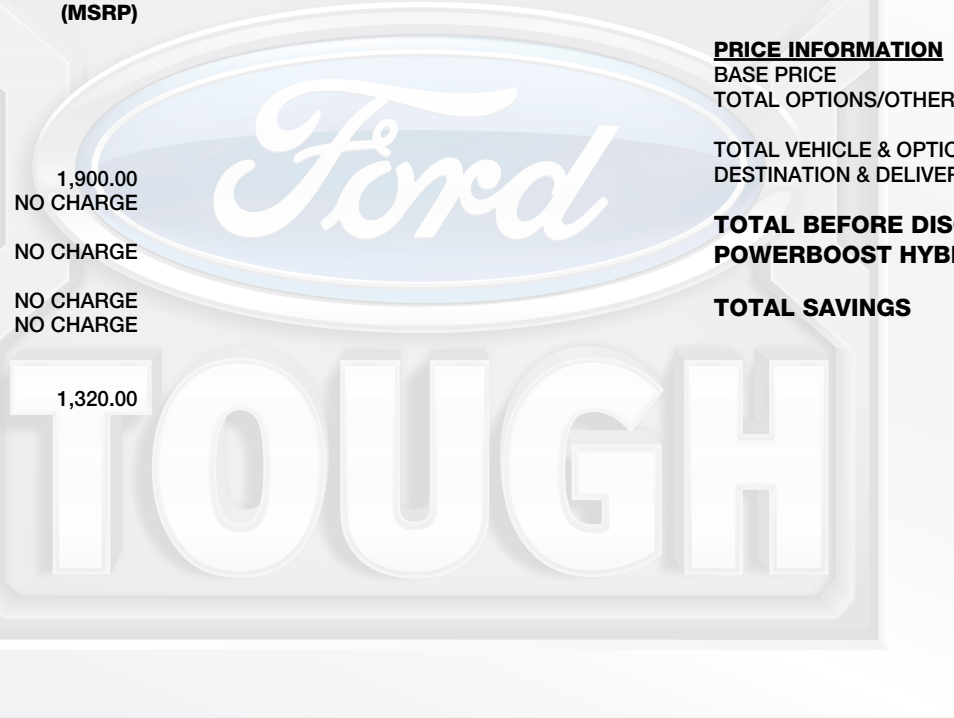 (MSRP)
1,900.00
NO CHARGE
NO CHARGE
NO CHARGE
NO CHARGE
1,320.00
PRICE INFORMATION
BASE PRICE
TOTAL OPTIONS/OTHER
TOTAL VEHICLE & OPTIO
DESTINATION & DELIVER
TOTAL BEFORE DIS
POWERBOOST HYB
TOTAL SAVINGS
Ford
TOUGH